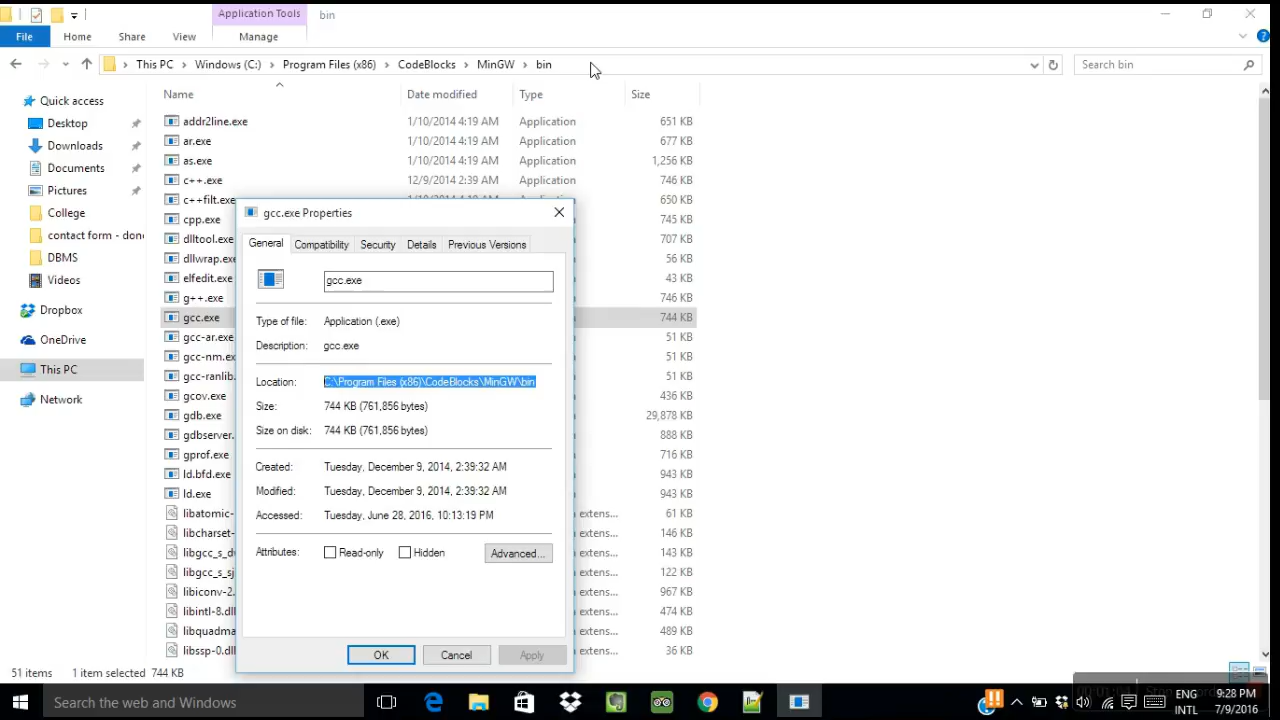 Application Tools bin
File Home Share View Manage
This PC Windows (C:) Program Files (x86) CodeBlocks MinGW bin Search bin
Name Date modified Type Size
Quick access
Desktop
Downloads
Documents
Pictures
College
contact form - don
DBMS
Videos
Dropbox
OneDrive
This PC
Network
addr2line.exe 1/10/2014 4:19 AM Application 651 KB
ar.exe 1/10/2014 4:19 AM Application 677 KB
as.exe 1/10/2014 4:19 AM Application 1,256 KB
c++.exe 12/9/2014 2:39 AM Application 746 KB
c++filt.exe 650 KB
cpp.exe 745 KB
dlltool.exe 707 KB
dllwrap.exe 56 KB
elfedit.exe 43 KB
g++.exe 746 KB
gcc.exe 744 KB
gcc-ar.exe 51 KB
gcc-nm.ex 51 KB
gcc-ranlib. 51 KB
gcov.exe 436 KB
gdb.exe 29,878 KB
gdbserver. 888 KB
gprof.exe 716 KB
ld.bfd.exe 943 KB
ld.exe 943 KB
libatomic- extens... 61 KB
libcharset- extens... 146 KB
libgcc_s_d extens... 143 KB
libgcc_s_sj extens... 122 KB
libiconv-2. extens... 967 KB
libintl-8.dl extens... 474 KB
libquadma extens... 489 KB
libssp-0.dl extens... 36 KB
gcc.exe Properties
General Compatibility Security Details Previous Versions
gcc.exe
Type of file: Application (.exe)
Description: gcc.exe
Location: C:\Program Files (x86)\CodeBlocks\MinGW\bin
Size: 744 KB (761,856 bytes)
Size on disk: 744 KB (761,856 bytes)
Created: Tuesday, December 9, 2014, 2:39:32 AM
Modified: Tuesday, December 9, 2014, 2:39:32 AM
Accessed: Tuesday, June 28, 2016, 10:13:19 PM
Attributes: Read-only Hidden Advanced...
OK Cancel Apply
51 items 1 item selected 744 KB
Search the web and Windows
ENG
INTL
9:28 PM
7/9/2016